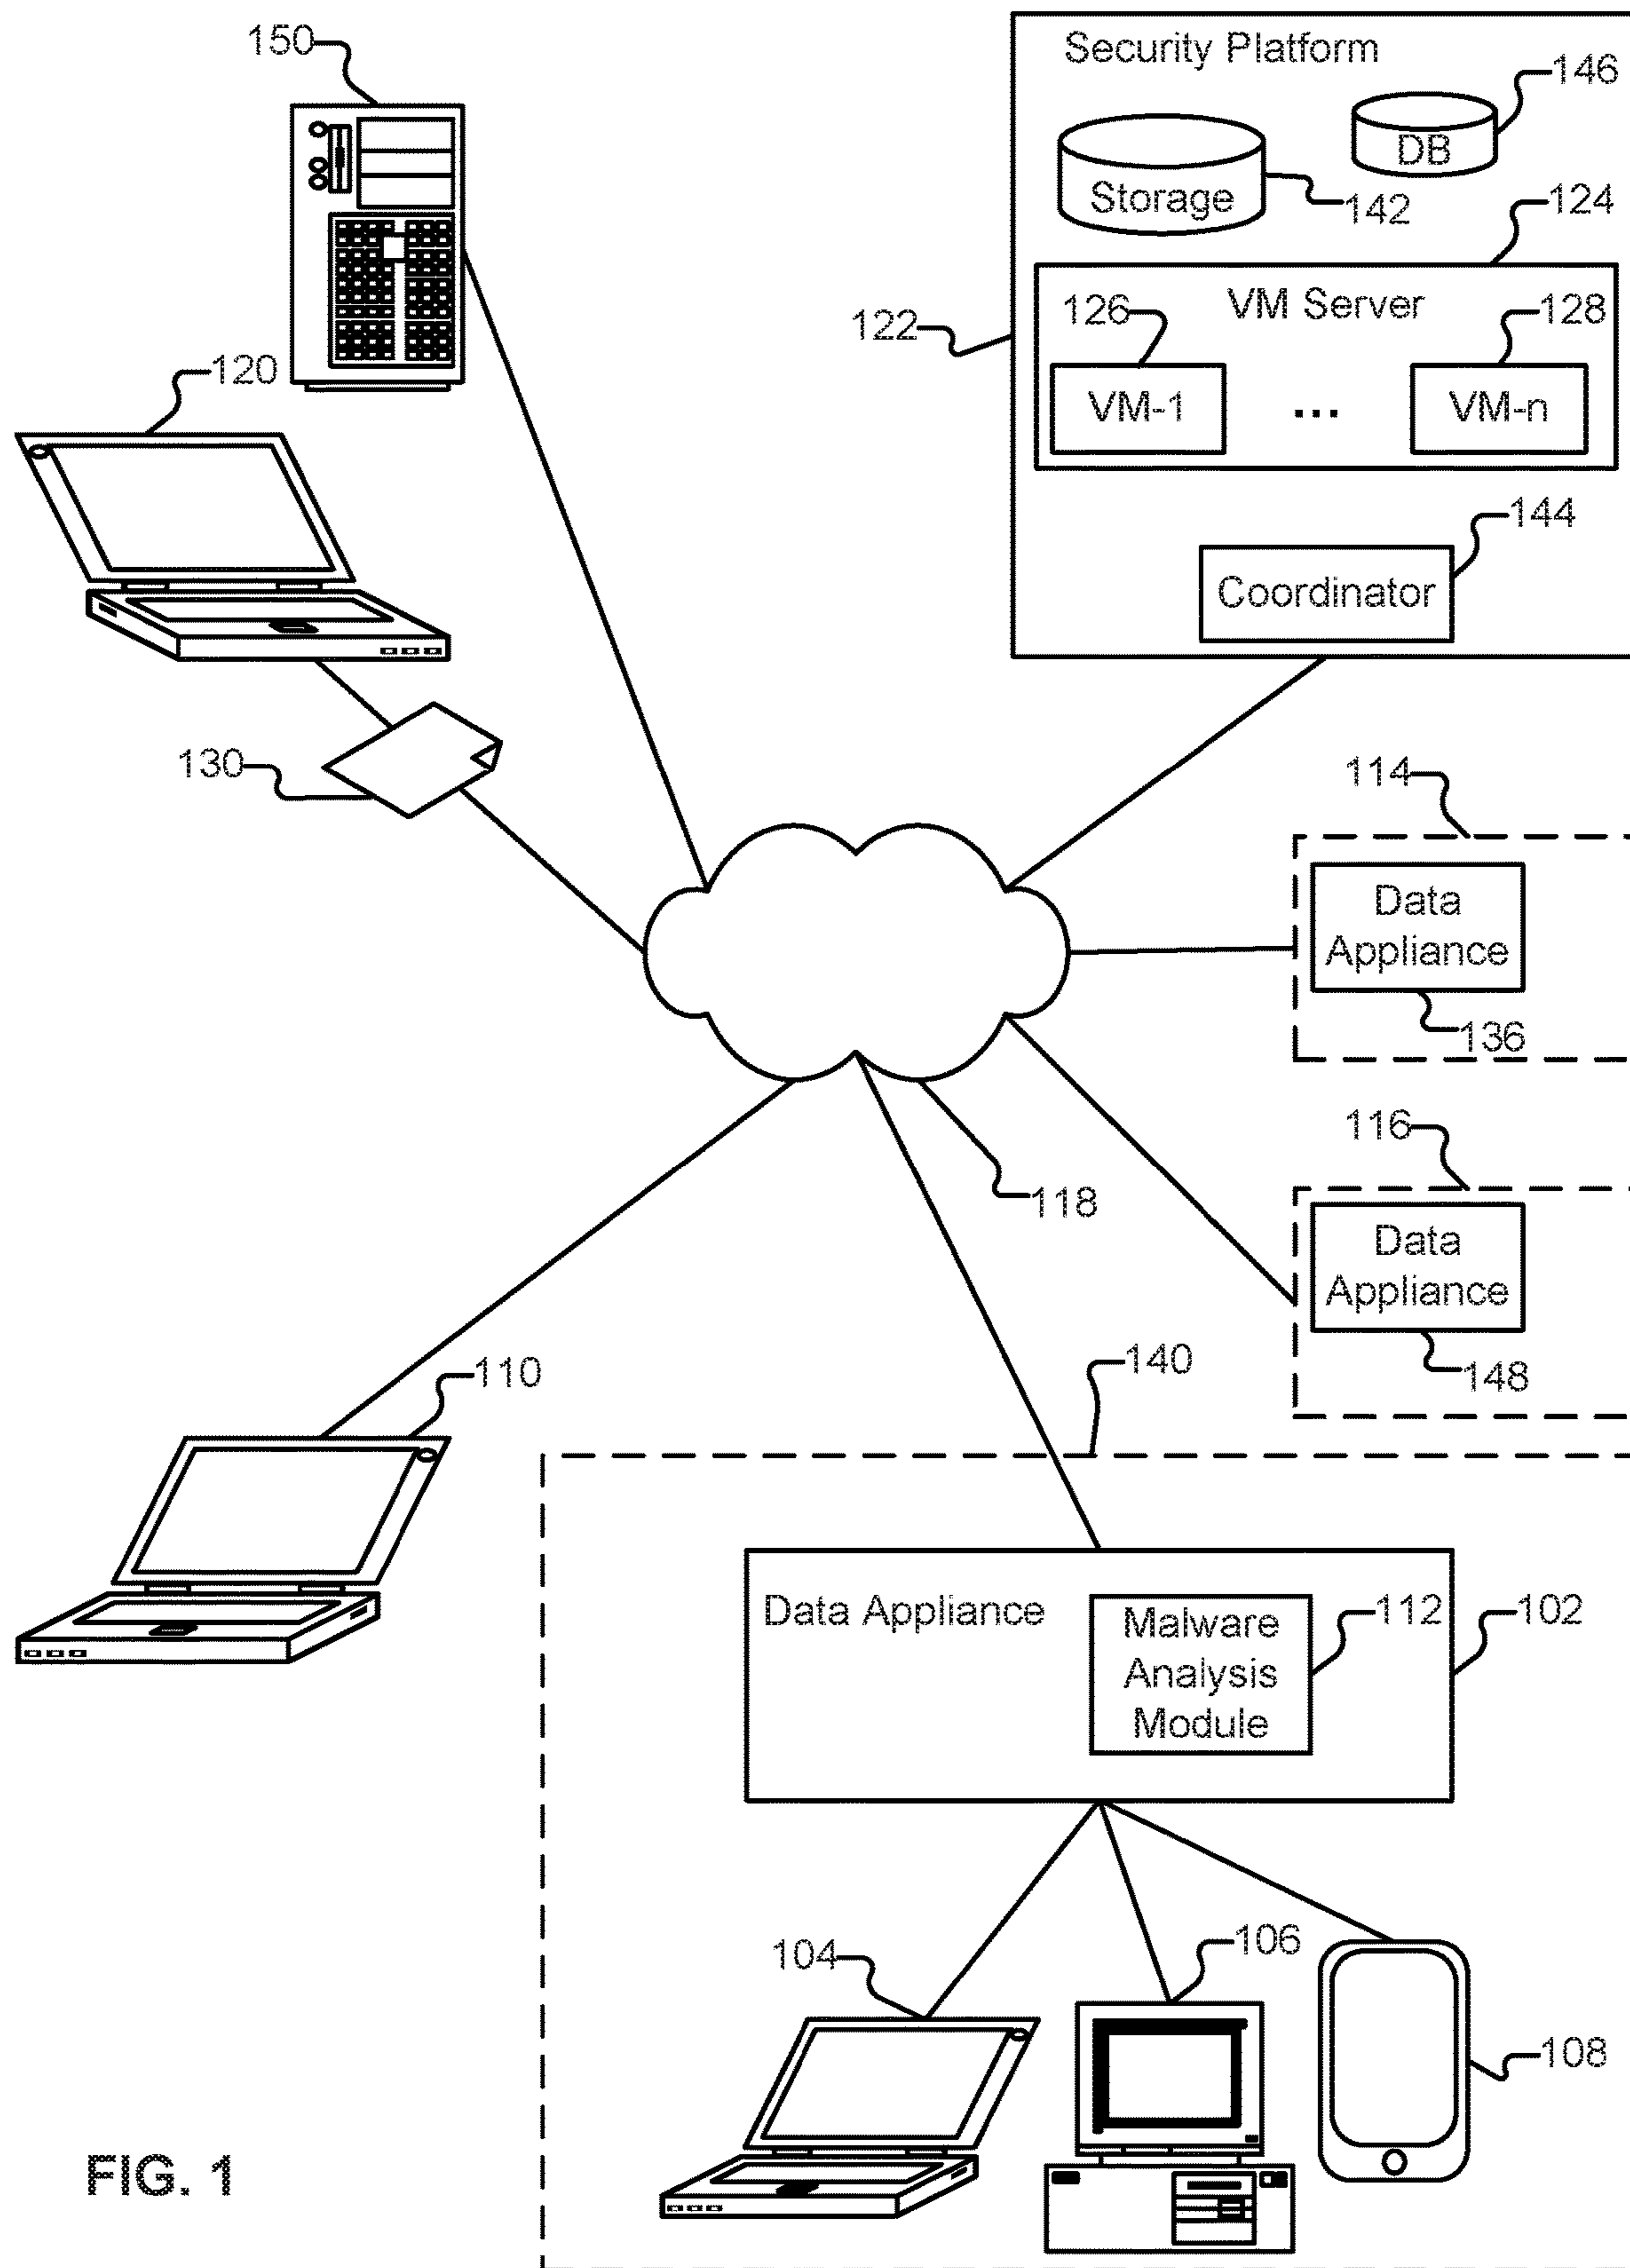 150
Security Platform
146
DB
Storage
142
124
VM Server
126
128
122
VM-1
...
VM-n
120
144
Coordinator
130
114
Data
Appliance
136
118
116
Data
Appliance
148
140
110
Data Appliance
Malware
Analysis
Module
112
102
104
106
108
FIG. 1